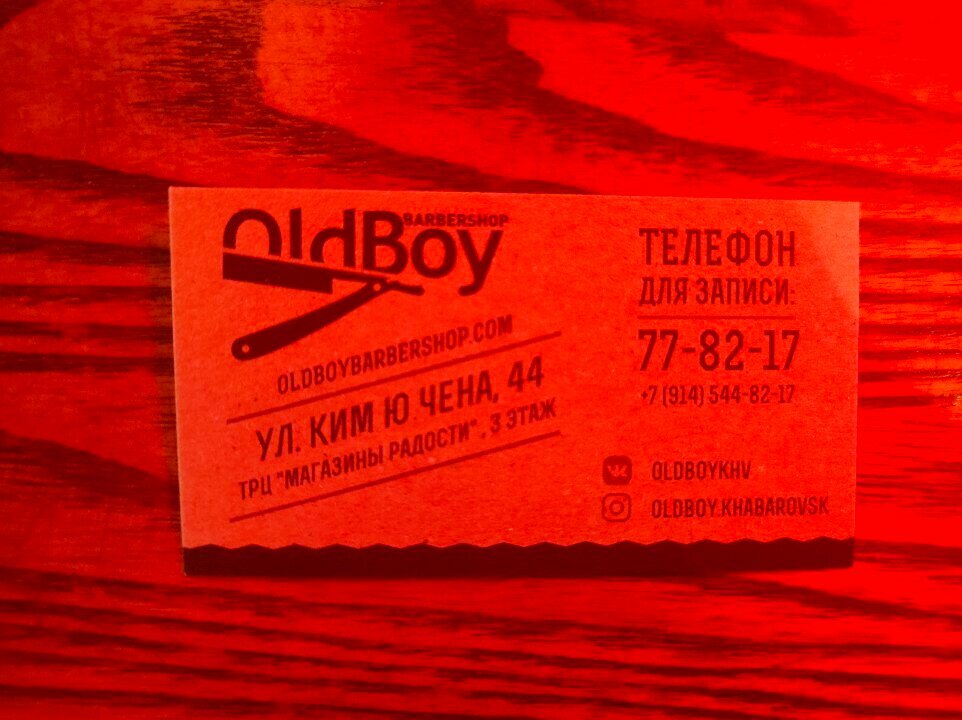 OldBoy
BARBERSHOP
OLDBOYBARBERSHOP.COM
УЛ. КИМ Ю ЧЕНА, 44
ТРЦ "МАГАЗИНЫ РАДОСТИ", 3 ЭТАЖ
ТЕЛЕФОН
ДЛЯ ЗАПИСИ:
77-82-17
+7 (914) 544-82-17
OLDBOYKHV
OLDBOY.KHABAROVSK